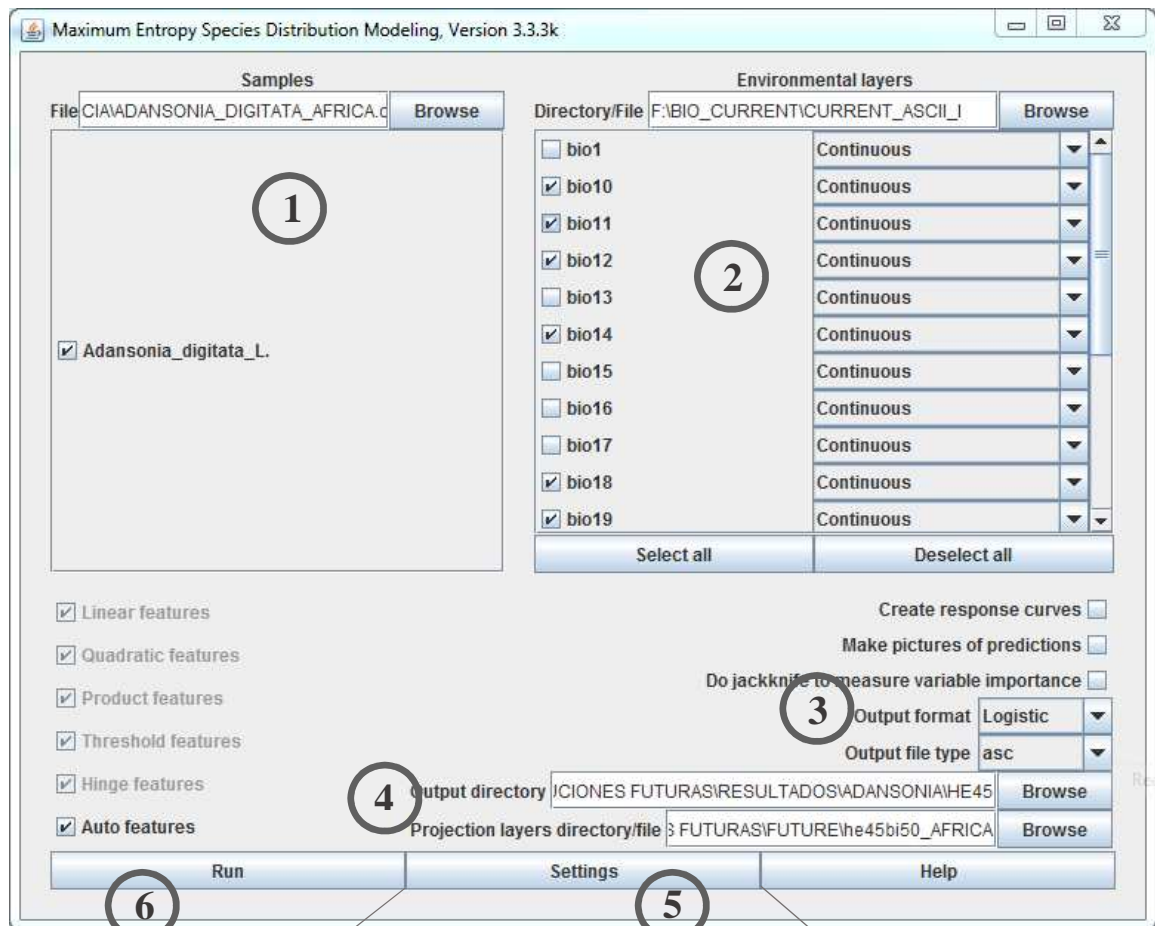 Maximum Entropy Species Distribution Modeling, Version 3.3.3k
Samples
File CIA\ADANSONIA_DIGITATA_AFRICA.c Browse
1
Adansonia_digitata_L.
Environmental layers
Directory/File F:\BIO_CURRENT\CURRENT_ASCII_I Browse
bio1 Continuous
bio10 Continuous
bio11 Continuous
bio12 Continuous
2
bio13 Continuous
bio14 Continuous
bio15 Continuous
bio16 Continuous
bio17 Continuous
bio18 Continuous
bio19 Continuous
Select all Deselect all
Linear features
Quadratic features
Product features
Threshold features
Hinge features
Auto features
Create response curves
Make pictures of predictions
Do jackknife to measure variable importance
3
Output format Logistic
Output file type asc
4
Output directory JCIONES FUTURAS\RESULTADOS\ADANSONIA\HE45 Browse
Projection layers directory/file S FUTURAS\FUTURE\he45bi50_AFRICA Browse
Run Settings Help
6 5